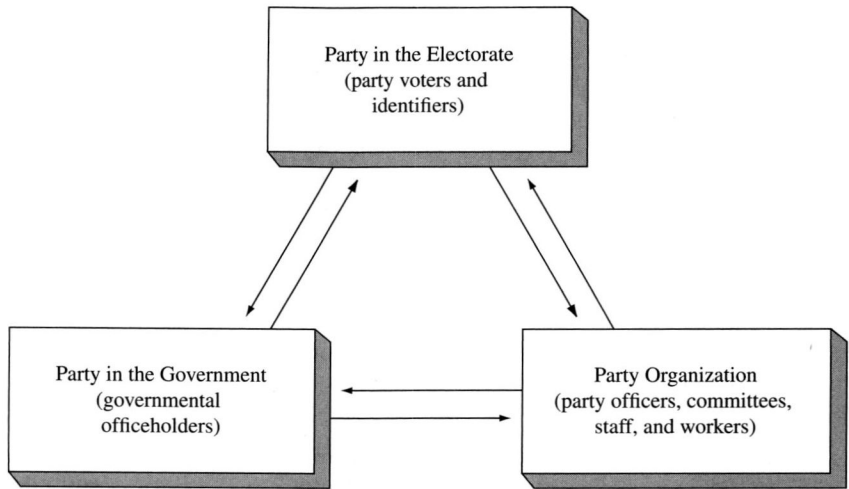 Party in the Electorate
(party voters and
identifiers)
Party in the Government
(governmental
officeholders)
Party Organization
(party officers, committees,
staff, and workers)